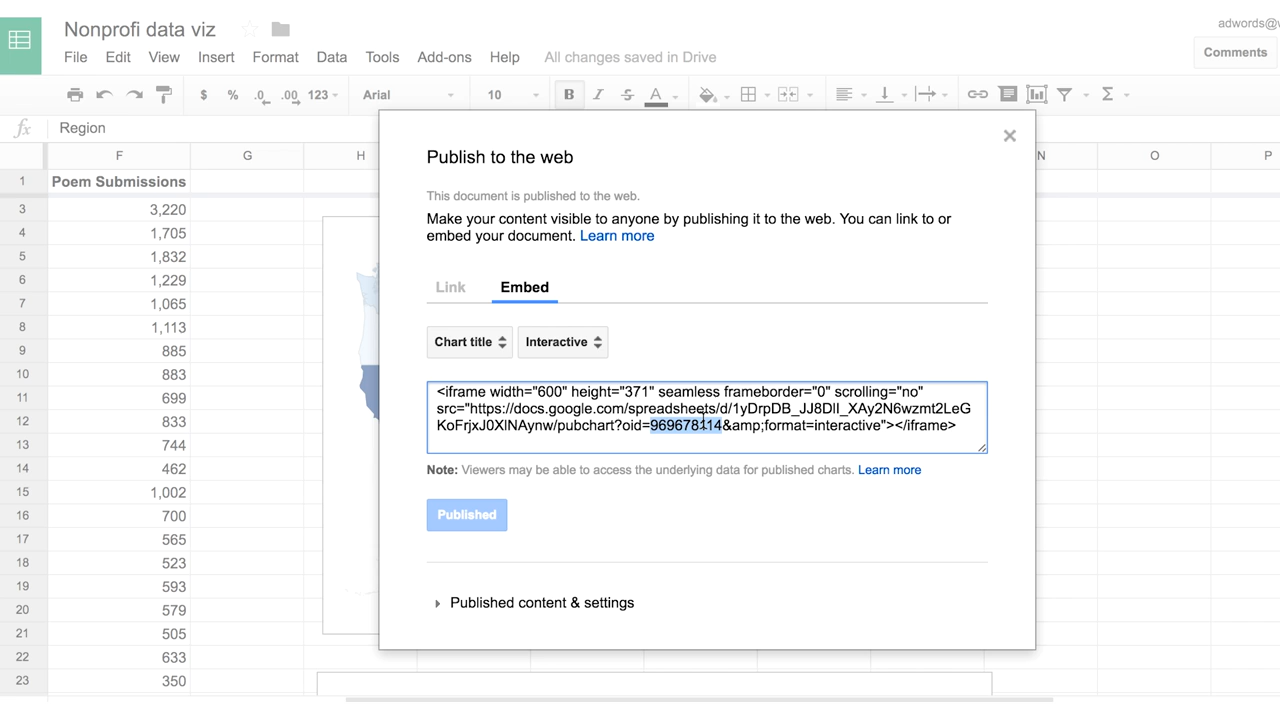 Nonprofi data viz
adwords@
File Edit View Insert Format Data Tools Add-ons Help All changes saved in Drive
Comments
$ % .0 .00 123 Arial 10 B I S A Σ
fx Region
F G H N O P
1 Poem Submissions
3 3,220
4 1,705
5 1,832
6 1,229
7 1,065
8 1,113
9 885
10 883
11 699
12 833
13 744
14 462
15 1,002
16 700
17 565
18 523
19 593
20 579
21 505
22 633
23 350
Publish to the web
This document is published to the web.
Make your content visible to anyone by publishing it to the web. You can link to or
embed your document. Learn more
Link Embed
Chart title Interactive
<iframe width="600" height="371" seamless frameborder="0" scrolling="no"
src="https://docs.google.com/spreadsheets/d/1yDrpDB_JJ8DlI_XAy2N6wzmt2LeG
KoFrjxJ0XlNAynw/pubchart?oid=969678114&amp;format=interactive"></iframe>
Note: Viewers may be able to access the underlying data for published charts. Learn more
Published
Published content & settings